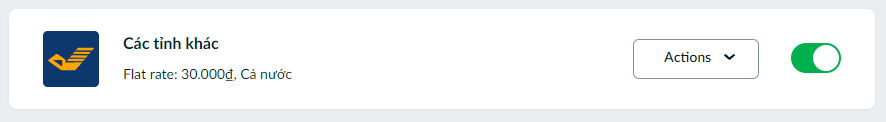 Các tỉnh khác
Flat rate: 30.000₫, Cả nước
Actions